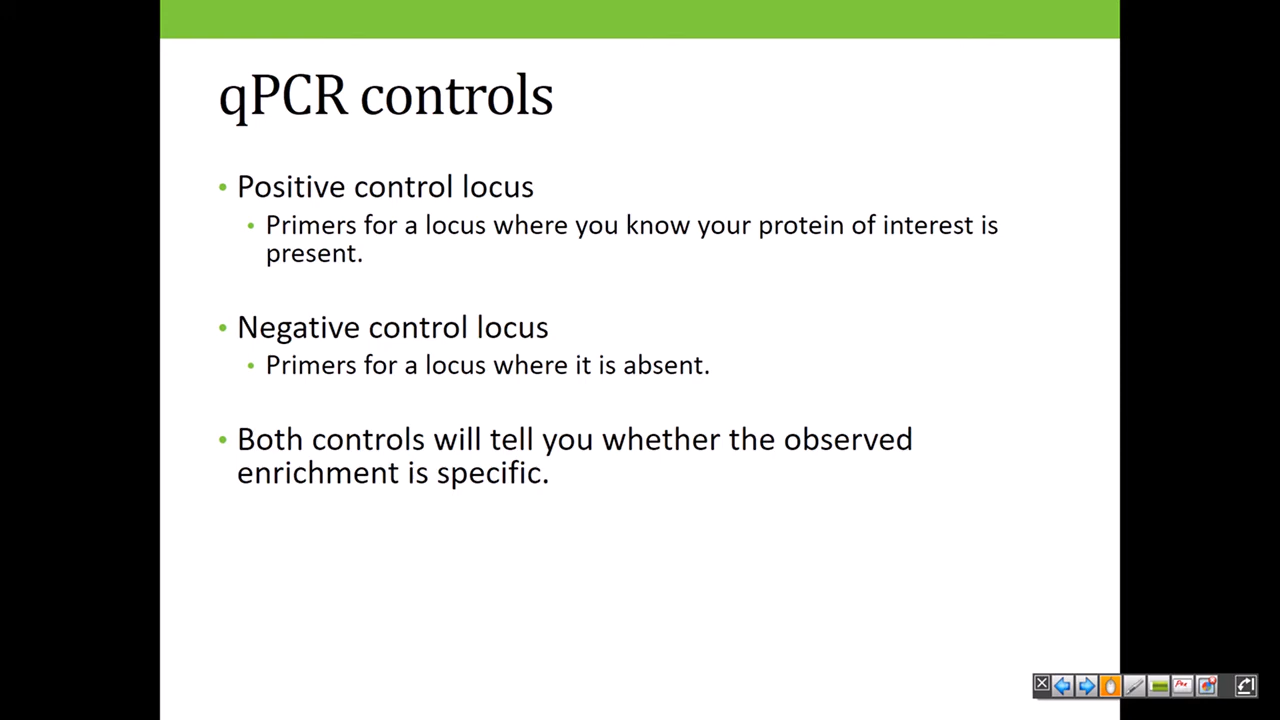 qPCR controls
• Positive control locus
• Primers for a locus where you know your protein of interest is
present.
• Negative control locus
• Primers for a locus where it is absent.
• Both controls will tell you whether the observed
enrichment is specific.